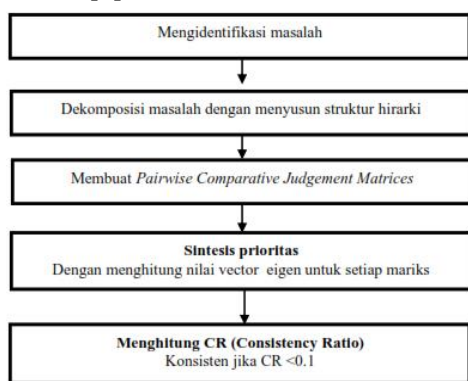 Mengidentifikasi masalah
Dekomposisi masalah dengan menyusun struktur hirarki
Membuat Pairwise Comparative Judgement Matrices
Sintesis prioritas
Dengan menghitung nilai vector eigen untuk setiap mariks
Menghitung CR (Consistency Ratio)
Konsisten jika CR <0.1